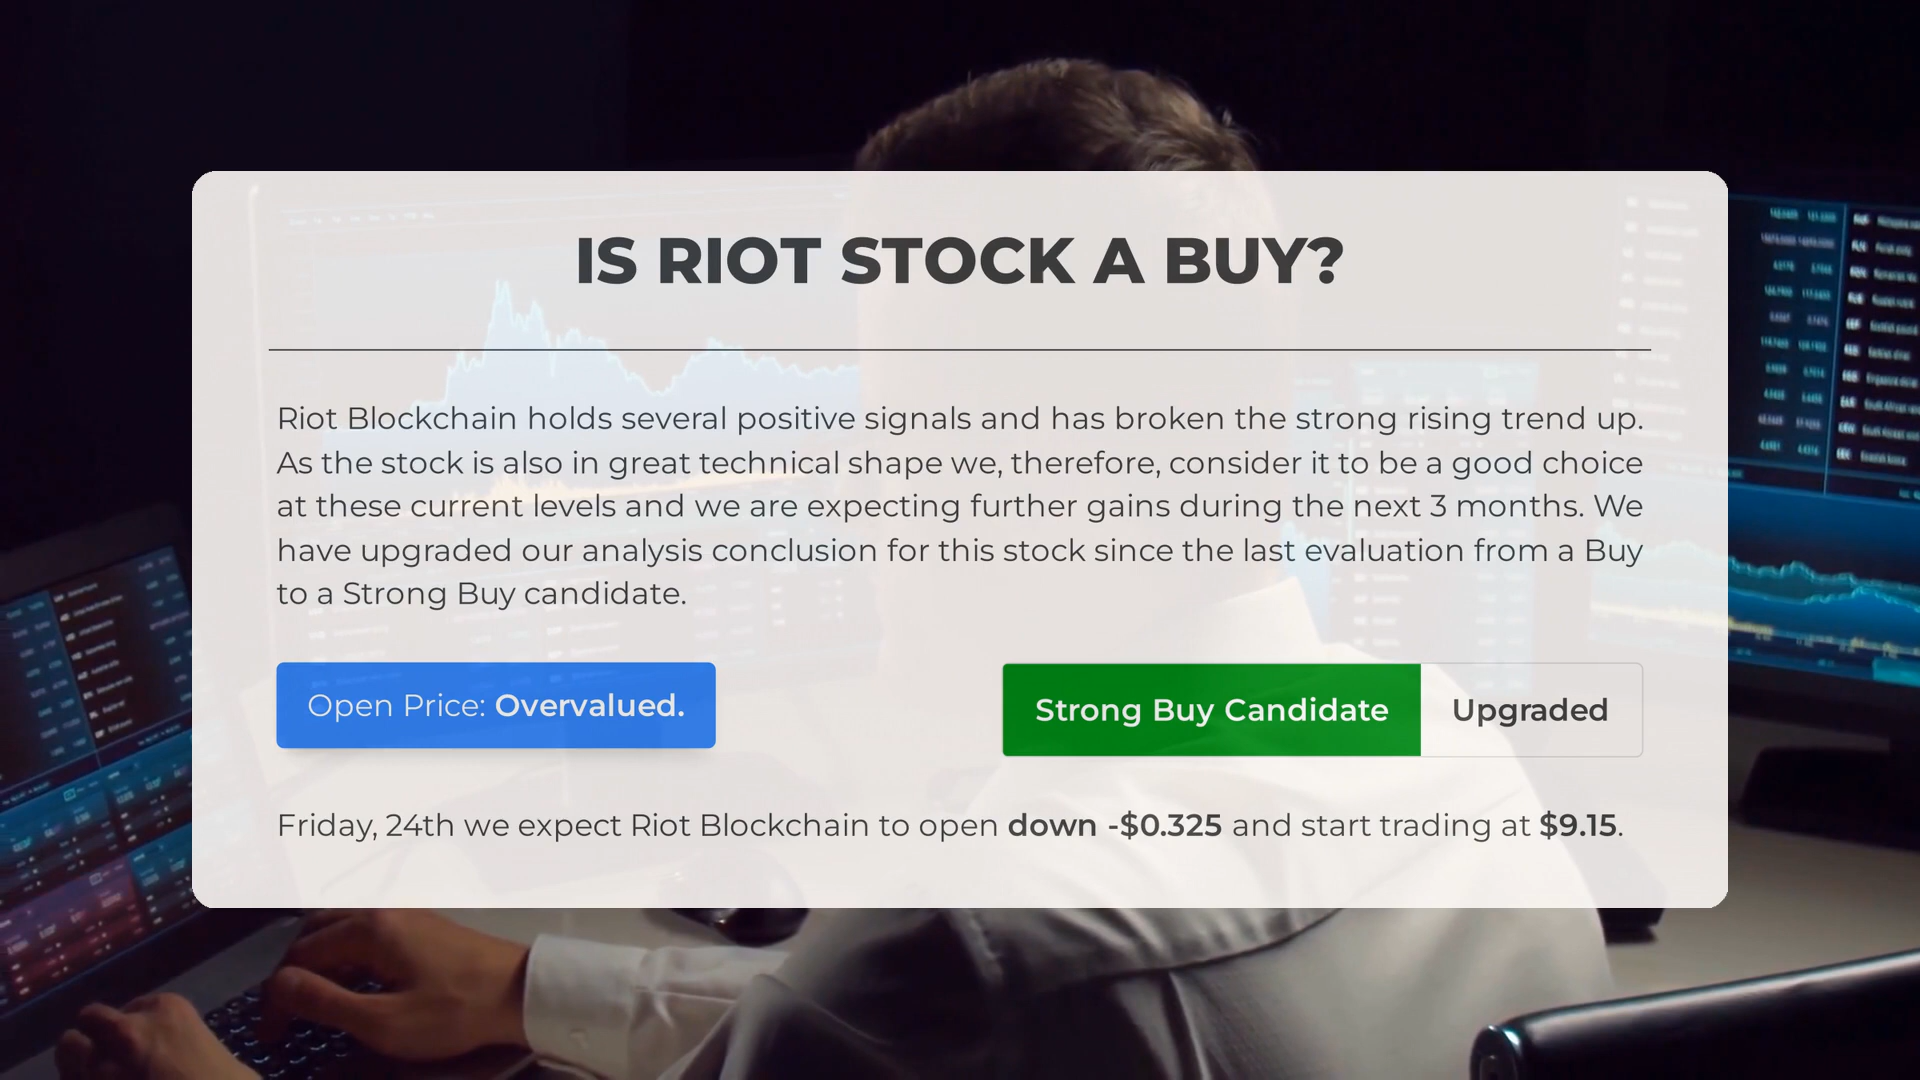 IS RIOT STOCK A BUY?
Riot Blockchain holds several positive signals and has broken the strong rising trend up.
As the stock is also in great technical shape we, therefore, consider it to be a good choice
at these current levels and we are expecting further gains during the next 3 months. We
have upgraded our analysis conclusion for this stock since the last evaluation from a Buy
to a Strong Buy candidate.
Open Price: Overvalued.
Strong Buy Candidate Upgraded
Friday, 24th we expect Riot Blockchain to open down -$0.325 and start trading at $9.15.